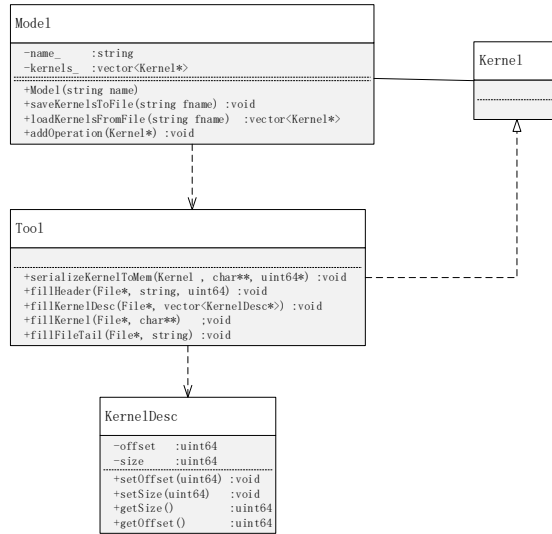 Model
-name_ :string
-kernels_ :vector<Kernel*>
+Model(string name)
+saveKernelsToFile(string fname) :void
+loadKernelsFromFile(string fname) :vector<Kernel*>
+addOperation(Kernel*) :void
Kernel
Tool
+serializeKernelToMem(Kernel , char**, uint64*) :void
+fillHeader(File*, string, uint64) :void
+fillKernelDesc(File*, vector<KernelDesc*>) :void
+fillKernel(File*, char**) ;void
+fillFileTail(File*, string) :void
KernelDesc
-offset :uint64
-size :uint64
+setOffset(uint64) :void
+setSize(uint64) :void
+getSize() :uint64
+getOffset() :uint64